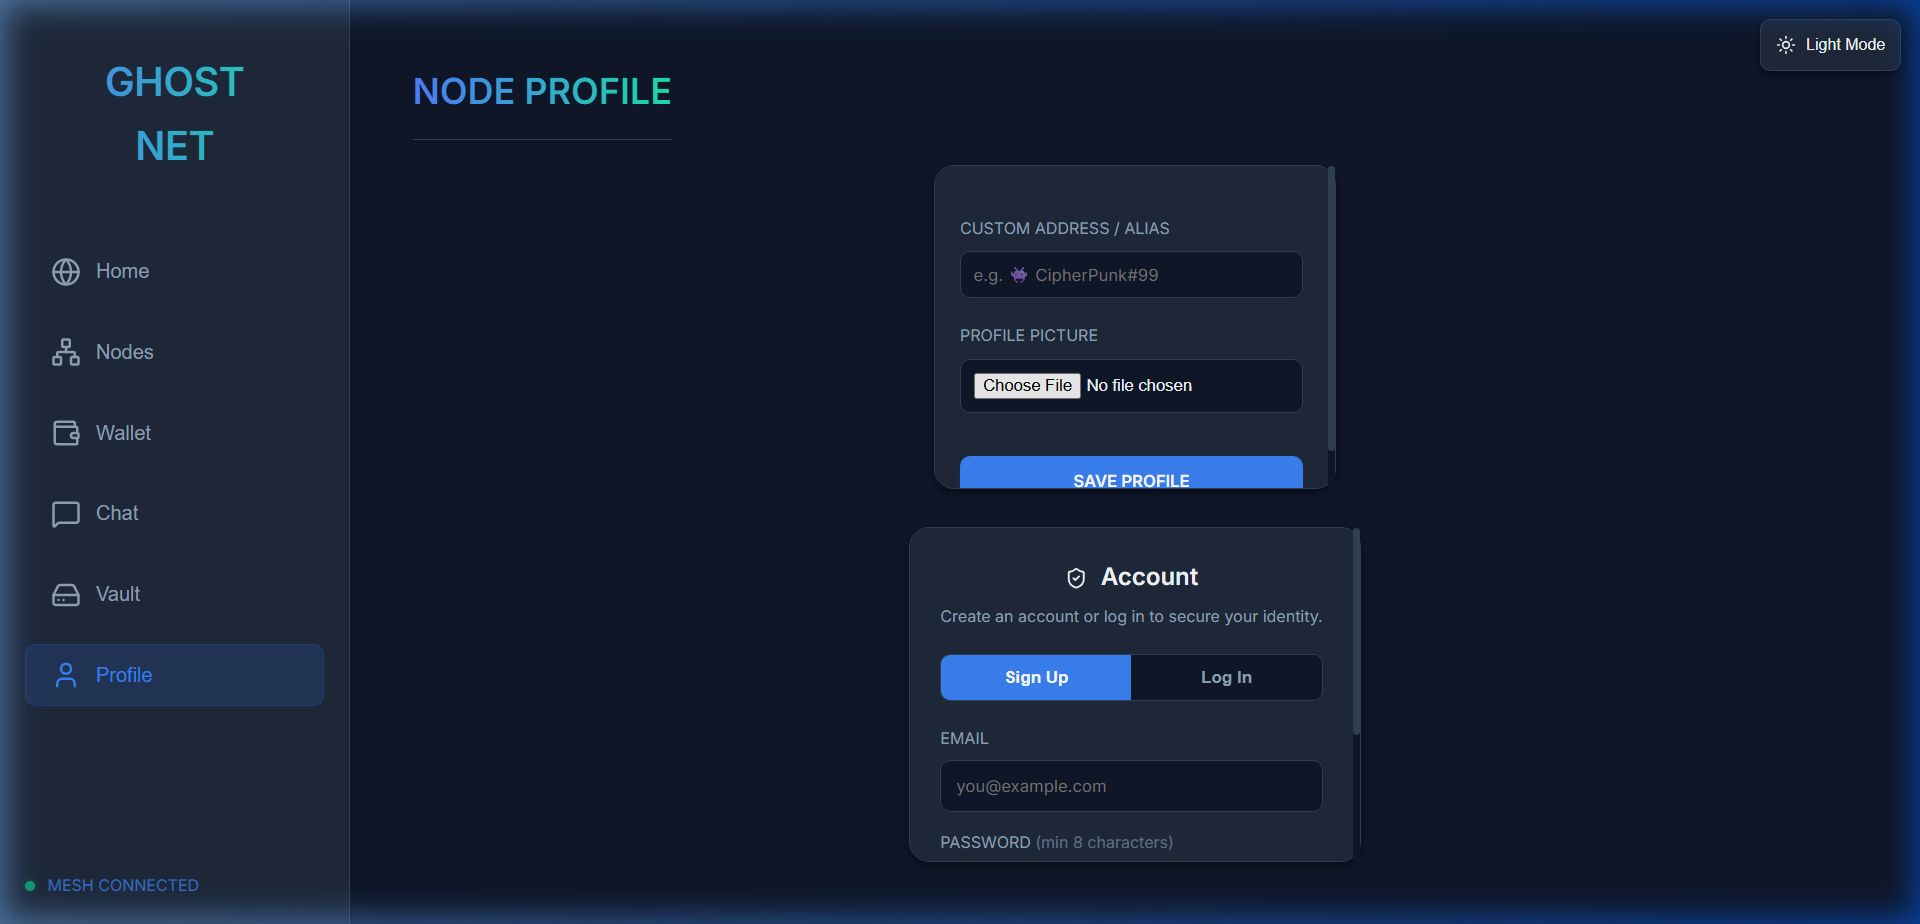 GHOST
NET
Home
Nodes
Wallet
Chat
Vault
Profile
MESH CONNECTED
Light Mode
NODE PROFILE
CUSTOM ADDRESS / ALIAS
e.g. 👾 CipherPunk#99
PROFILE PICTURE
Choose File No file chosen
SAVE PROFILE
Account
Create an account or log in to secure your identity.
Sign Up
Log In
EMAIL
you@example.com
PASSWORD (min 8 characters)